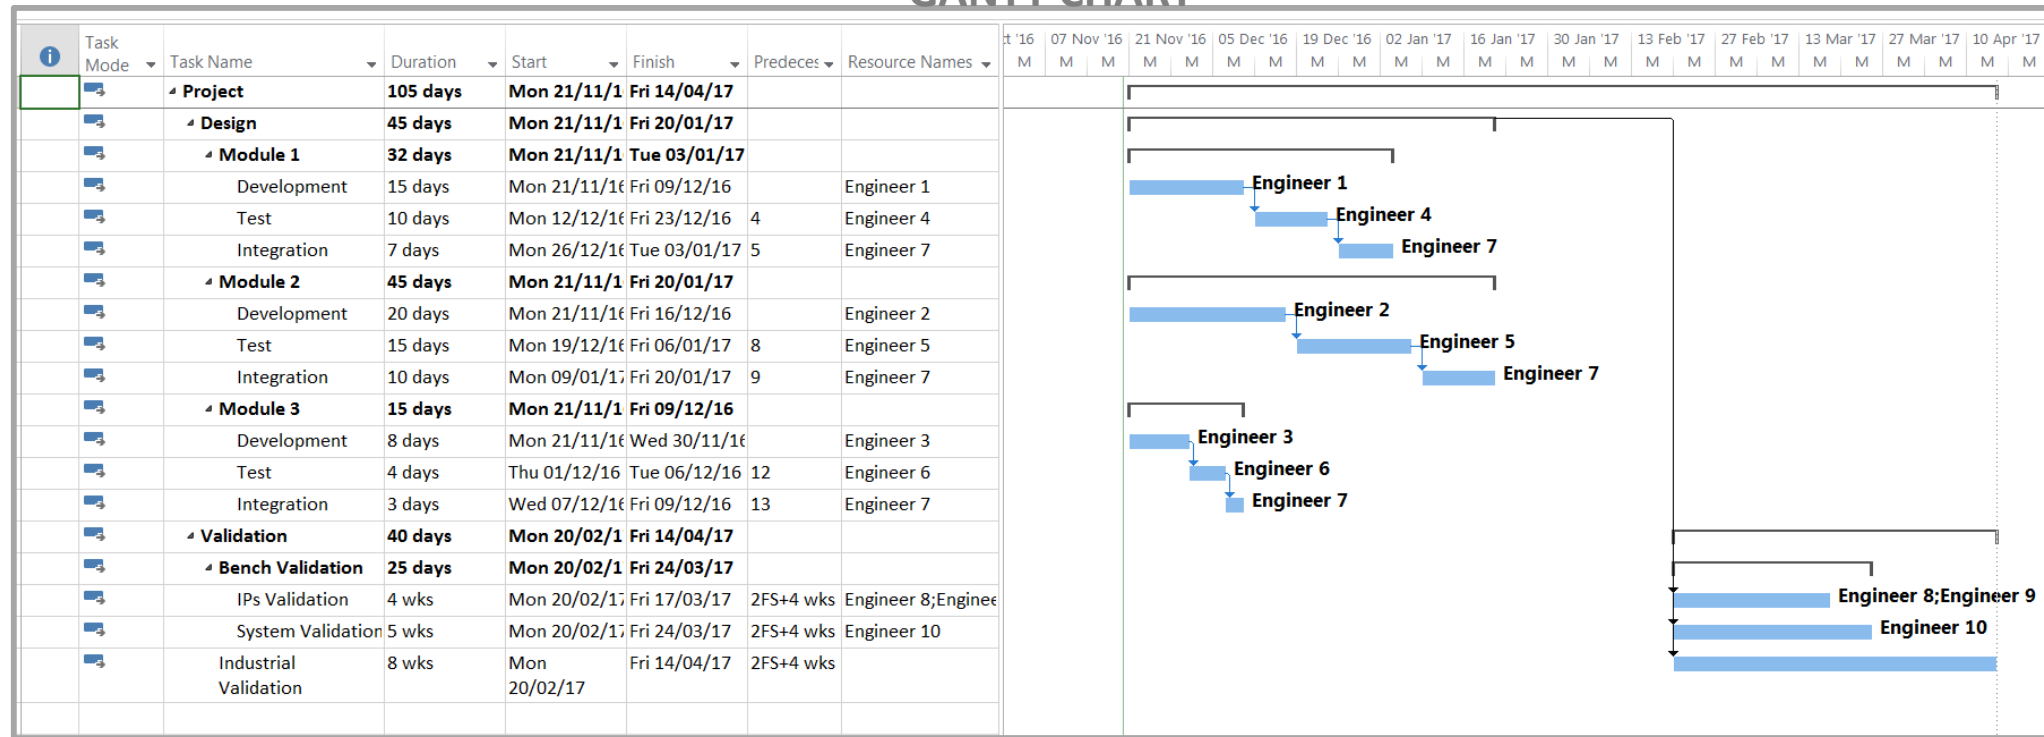 GANTT CHART
Task Mode Task Name Duration Start Finish Predeces Resource Names
t '16 07 Nov '16 21 Nov '16 05 Dec '16 19 Dec '16 02 Jan '17 16 Jan '17 30 Jan '17 13 Feb '17 27 Feb '17 13 Mar '17 27 Mar '17 10 Apr '17
M M M M M M M M M M M M M M M M M M M M M M M M M
Project 105 days Mon 21/11/1 Fri 14/04/17
Design 45 days Mon 21/11/1 Fri 20/01/17
Module 1 32 days Mon 21/11/1 Tue 03/01/17
Development 15 days Mon 21/11/16 Fri 09/12/16 Engineer 1 Engineer 1
Test 10 days Mon 12/12/16 Fri 23/12/16 4 Engineer 4 Engineer 4
Integration 7 days Mon 26/12/16 Tue 03/01/17 5 Engineer 7 Engineer 7
Module 2 45 days Mon 21/11/1 Fri 20/01/17
Development 20 days Mon 21/11/16 Fri 16/12/16 Engineer 2 Engineer 2
Test 15 days Mon 19/12/16 Fri 06/01/17 8 Engineer 5 Engineer 5
Integration 10 days Mon 09/01/17 Fri 20/01/17 9 Engineer 7 Engineer 7
Module 3 15 days Mon 21/11/1 Fri 09/12/16
Development 8 days Mon 21/11/16 Wed 30/11/16 Engineer 3 Engineer 3
Test 4 days Thu 01/12/16 Tue 06/12/16 12 Engineer 6 Engineer 6
Integration 3 days Wed 07/12/16 Fri 09/12/16 13 Engineer 7 Engineer 7
Validation 40 days Mon 20/02/1 Fri 14/04/17
Bench Validation 25 days Mon 20/02/1 Fri 24/03/17
IPs Validation 4 wks Mon 20/02/17 Fri 17/03/17 2FS+4 wks Engineer 8;Enginee Engineer 8;Engineer 9
System Validation 5 wks Mon 20/02/17 Fri 24/03/17 2FS+4 wks Engineer 10 Engineer 10
Industrial Validation 8 wks Mon 20/02/17 Fri 14/04/17 2FS+4 wks